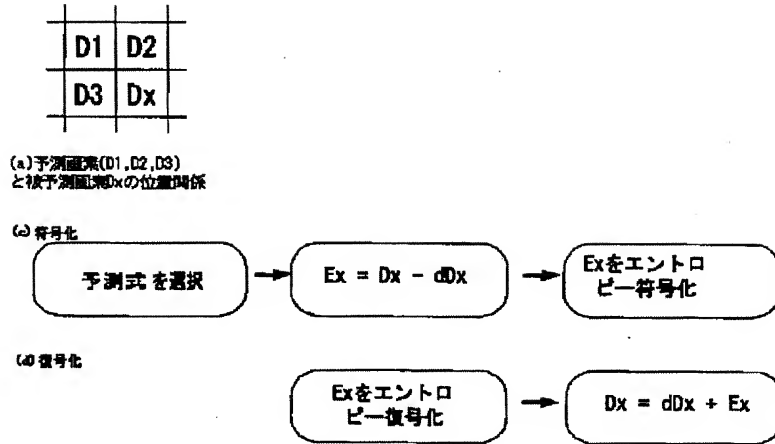 D1 D2
D3 Dx
(a)予測画素(D1,D2,D3)
と被予測画素Dxの位置関係
(c)符号化
予測式を選択
Ex = Dx - dDx
Exをエントロ
ピー符号化
(d)復号化
Exをエントロ
ピー復号化
Dx = dDx + Ex